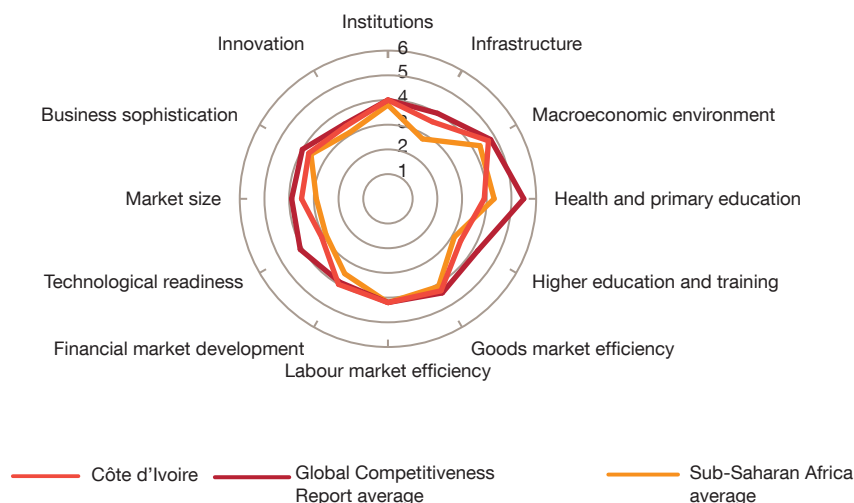 Institutions
Innovation
Infrastructure
6
5
4
3
2
1
Business sophistication
Macroeconomic environment
Market size
Health and primary education
Technological readiness
Higher education and training
Financial market development
Goods market efficiency
Labour market efficiency
Côte d’Ivoire
Global Competitiveness
Report average
Sub-Saharan Africa
average